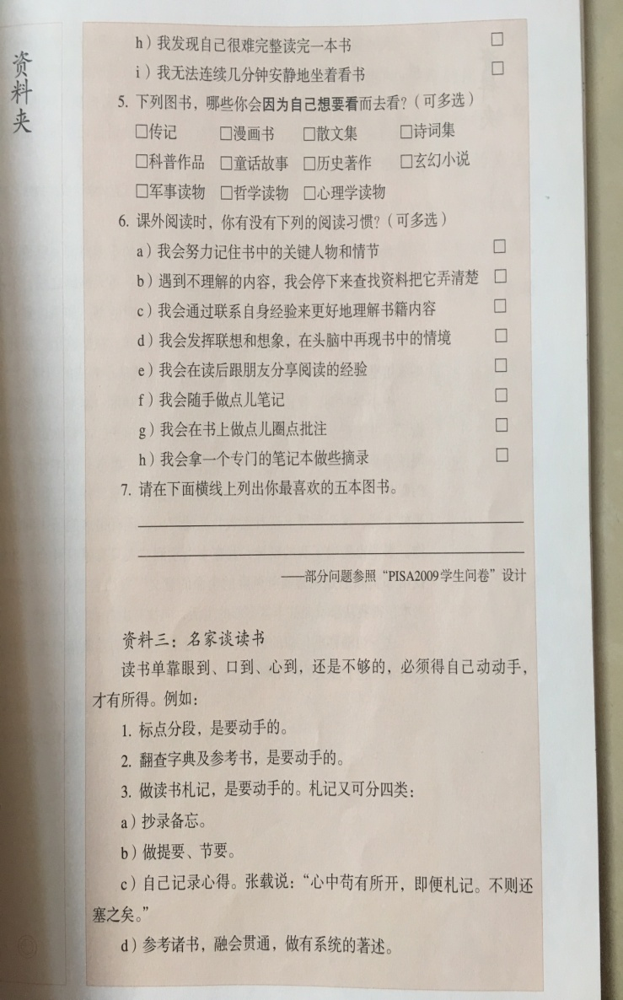 资料夹
h）我发现自己很难完整读完一本书 □
i）我无法连续几分钟安静地坐着看书 □
5. 下列图书，哪些你会因为自己想要看而去看？（可多选）
□传记 □漫画书 □散文集 □诗词集
□科普作品 □童话故事 □历史著作 □玄幻小说
□军事读物 □哲学读物 □心理学读物
6. 课外阅读时，你有没有下列的阅读习惯？（可多选）
a）我会努力记住书中的关键人物和情节 □
b）遇到不理解的内容，我会停下来查找资料把它弄清楚 □
c）我会通过联系自身经验来更好地理解书籍内容 □
d）我会发挥联想和想象，在头脑中再现书中的情境 □
e）我会在读后跟朋友分享阅读的经验 □
f）我会随手做点儿笔记 □
g）我会在书上做点儿圈点批注 □
h）我会拿一个专门的笔记本做些摘录 □
7. 请在下面横线上列出你最喜欢的五本图书。
——部分问题参照“PISA2009学生问卷”设计
资料三：名家谈读书
读书单靠眼到、口到、心到，还是不够的，必须得自己动动手，
才有所得。例如：
1. 标点分段，是要动手的。
2. 翻查字典及参考书，是要动手的。
3. 做读书札记，是要动手的。札记又可分四类：
a）抄录备忘。
b）做提要、节要。
c）自己记录心得。张载说：“心中苟有所开，即便札记。不则还
塞之矣。”
d）参考诸书，融会贯通，做有系统的著述。